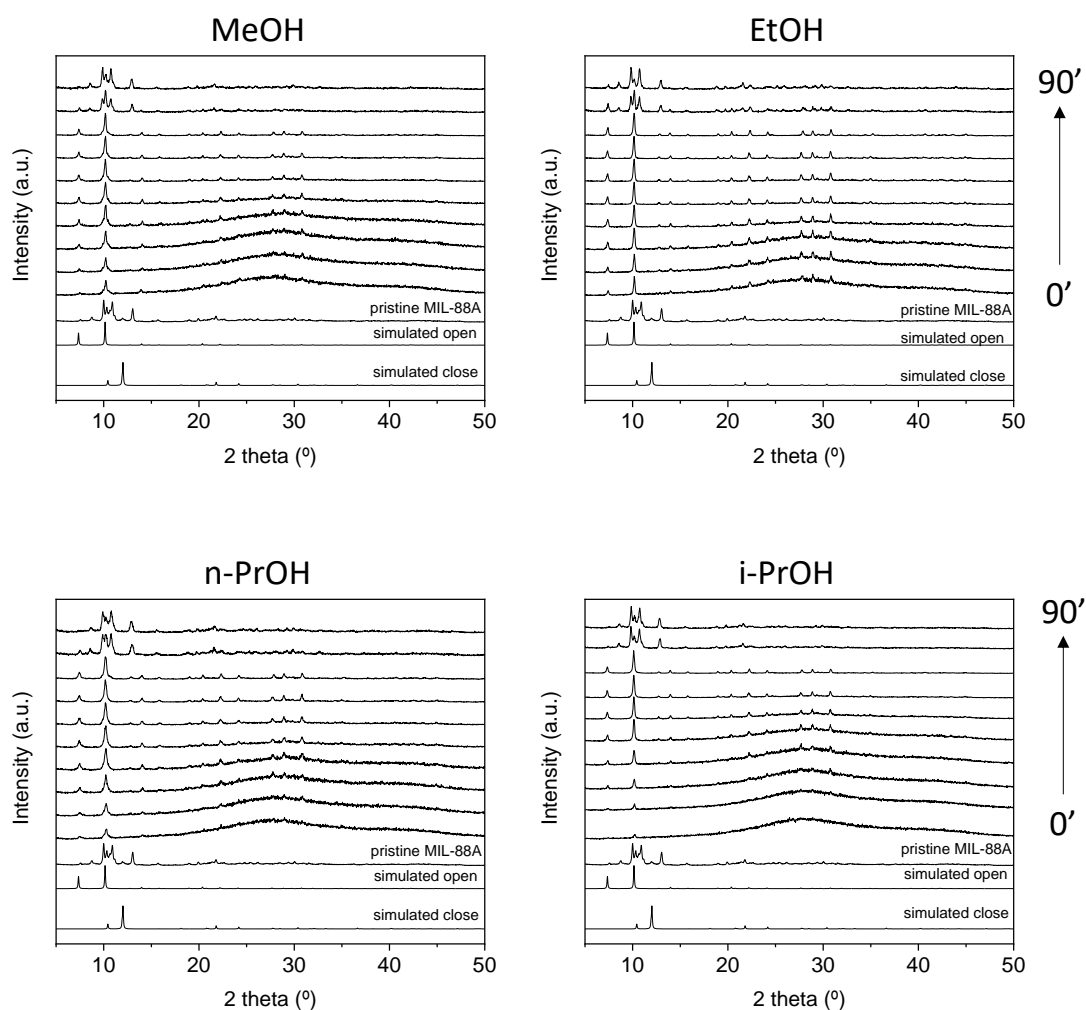 MeOH
Intensity (a.u.)
pristine MIL-88A
simulated open
simulated close
10 20 30 40 50
2 theta (º)
EtOH
Intensity (a.u.)
pristine MIL-88A
simulated open
simulated close
10 20 30 40 50
2 theta (º)
90’
0’
n-PrOH
Intensity (a.u.)
pristine MIL-88A
simulated open
simulated close
10 20 30 40 50
2 theta (º)
i-PrOH
Intensity (a.u.)
pristine MIL-88A
simulated open
simulated close
10 20 30 40 50
2 theta (º)
90’
0’